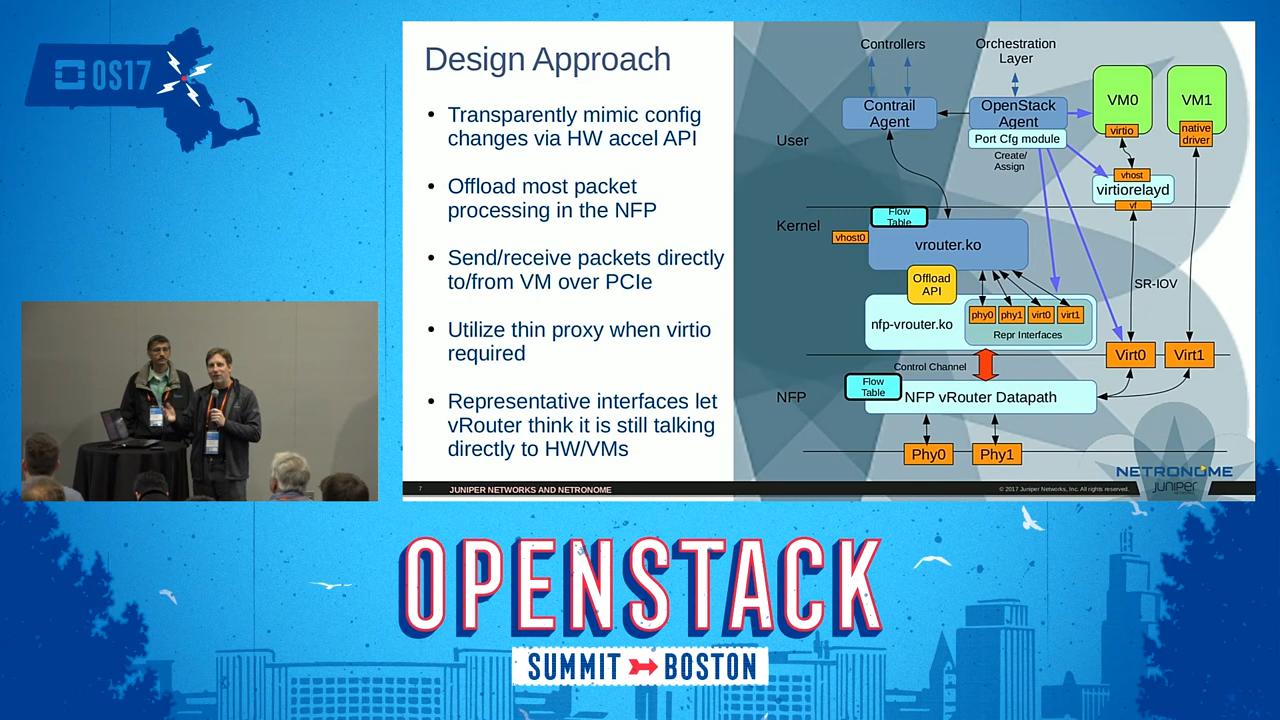 OS17
Design Approach
• Transparently mimic config
changes via HW accel API
• Offload most packet
processing in the NFP
• Send/receive packets directly
to/from VM over PCIe
• Utilize thin proxy when virtio
required
• Representative interfaces let
vRouter think it is still talking
directly to HW/VMs
Controllers
Orchestration
Layer
Contrail
Agent
OpenStack
Agent
Port Cfg module
Create/
Assign
VM0
virtio
VM1
native
driver
User
vhost
virtiorelayd
vf
Kernel
Flow
Table
vhost0
vrouter.ko
Offload
API
SR-IOV
nfp-vrouter.ko
phy0
phy1
virt0
virt1
Repr Interfaces
Virt0
Virt1
Control Channel
NFP
Flow
Table
NFP vRouter Datapath
Phy0
Phy1
NETRONOME
JUNIPER
7
JUNIPER NETWORKS AND NETRONOME
© 2017 Juniper Networks, Inc. All rights reserved.
OPENSTACK
SUMMIT BOSTON